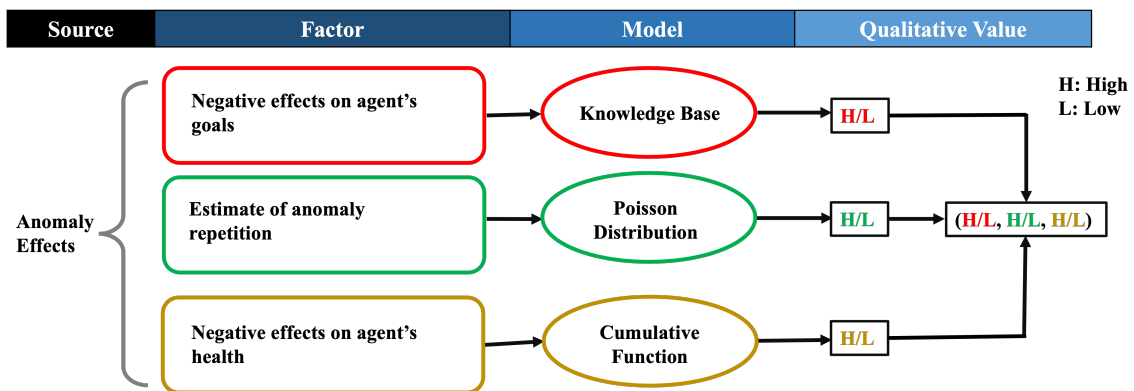 Source Factor Model Qualitative Value
H: High
L: Low
Negative effects on agent's
goals
Knowledge Base
H/L
Anomaly
Effects
Estimate of anomaly
repetition
Poisson
Distribution
H/L
(H/L, H/L, H/L)
Negative effects on agent's
health
Cumulative
Function
H/L